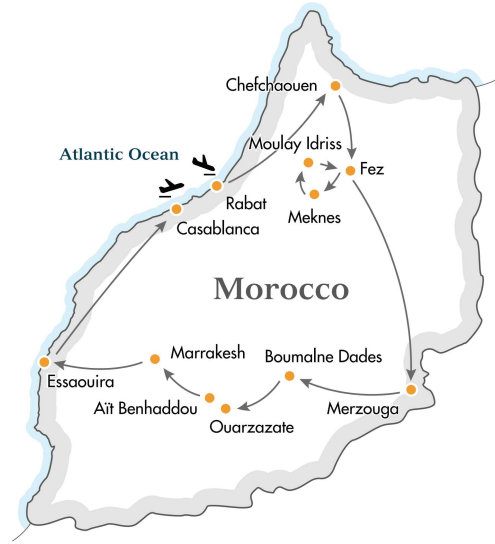 Chefchaouen
Moulay Idriss
Atlantic Ocean
Fez
Rabat
Meknes
Casablanca
Morocco
Marrakesh
Boumalne Dades
Essaouira
Aït Benhaddou
Merzouga
Ouarzazate